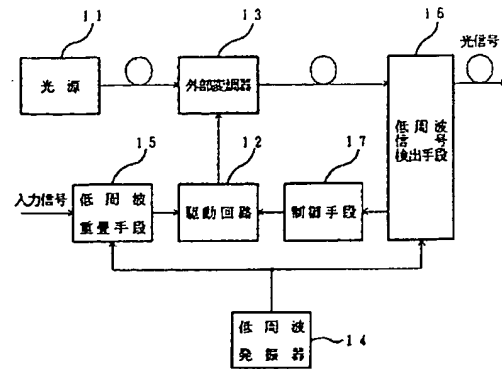 11
13
16
光信号
光源
外部変調器
低周波
信号
検出手段
15
12
17
入力信号
低周波
重畳手段
駆動回路
制御手段
低周波
発振器
14